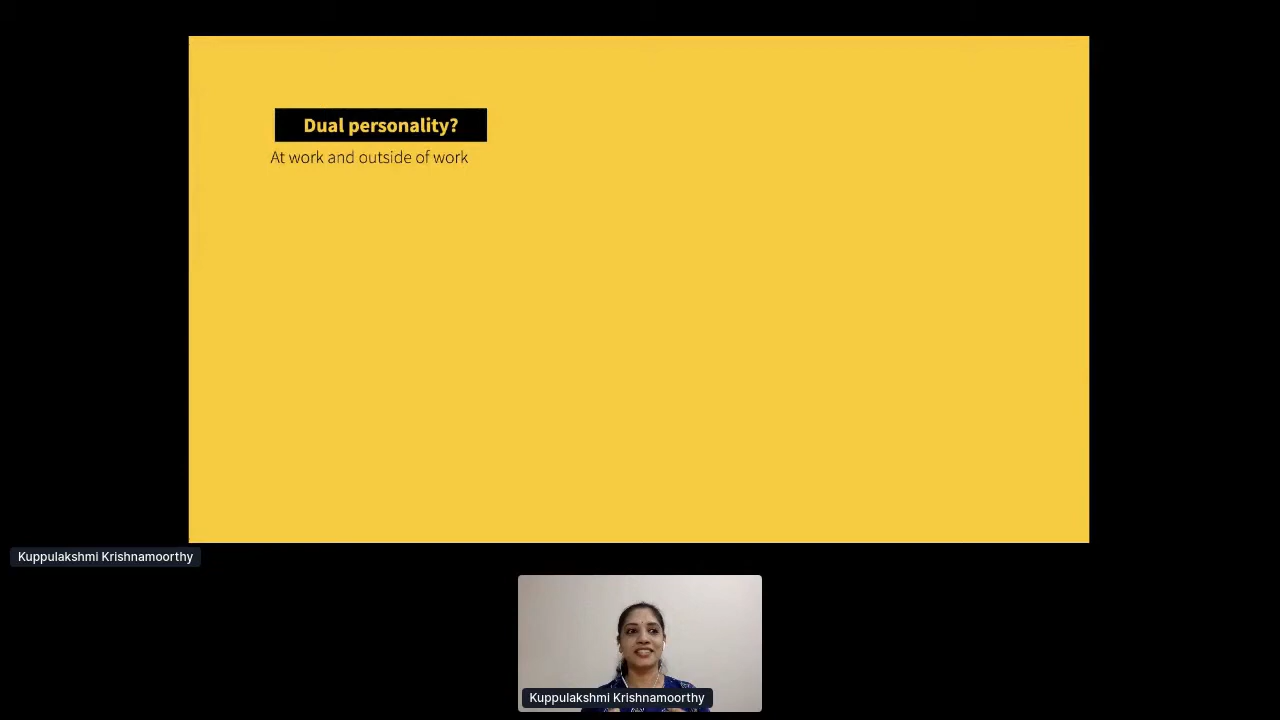 Dual personality?
At work and outside of work
Kuppulakshmi Krishnamoorthy
Kuppulakshmi Krishnamoorthy